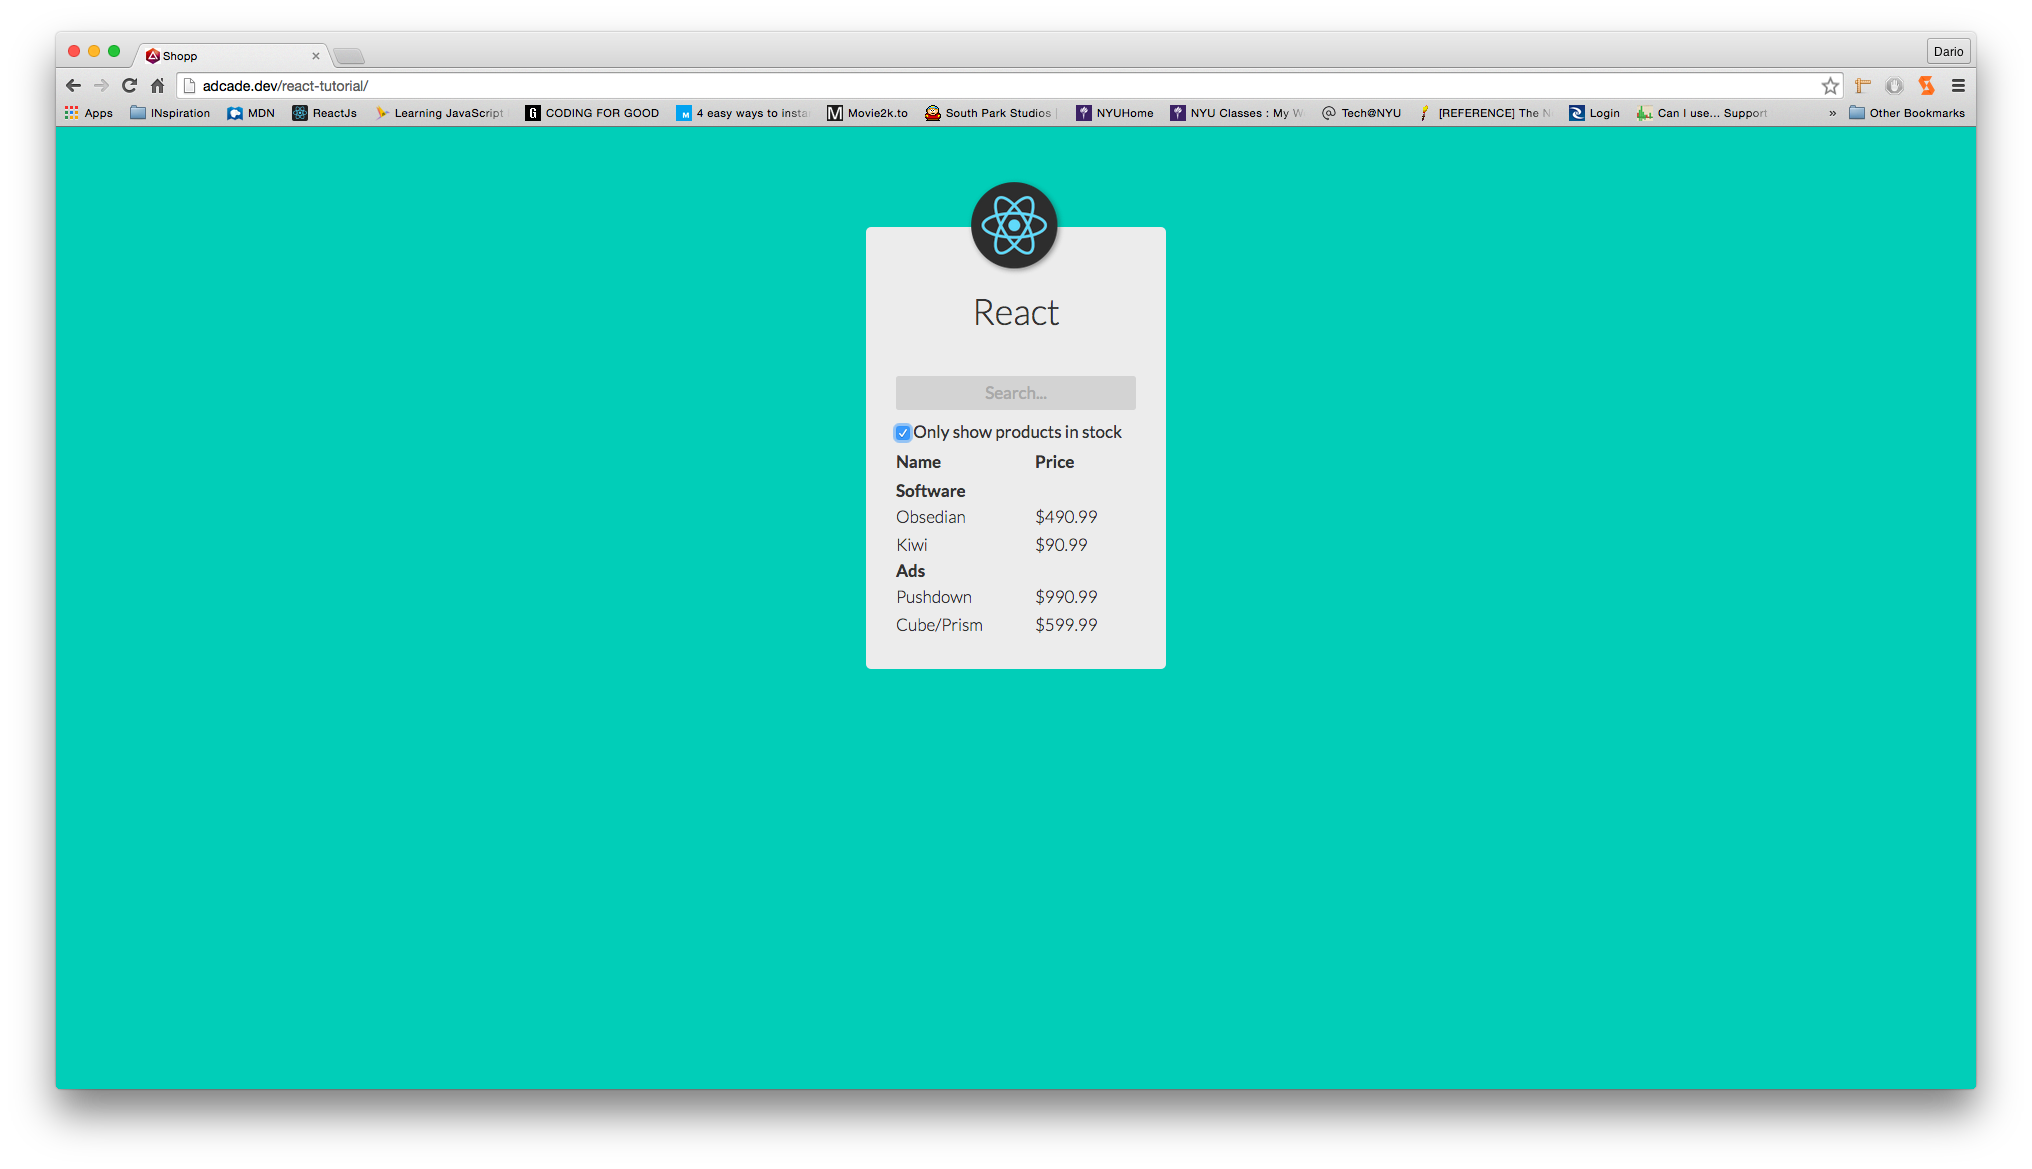 Shopp
Dario
adcade.dev/react-tutorial/
Apps INspiration MDN ReactJs Learning JavaScript CODING FOR GOOD 4 easy ways to insta Movie2k.to South Park Studios | NYUHome NYU Classes : My W Tech@NYU [REFERENCE] The N Login Can I use... Support » Other Bookmarks
React
Search...
Only show products in stock
Name Price
Software
Obsedian $490.99
Kiwi $90.99
Ads
Pushdown $990.99
Cube/Prism $599.99